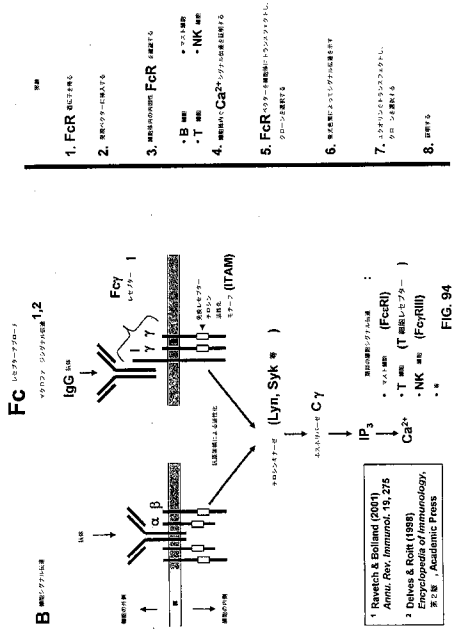 Fc レセプターアプローチ
B 細胞シグナル伝達
マクロファージシグナル伝達 1,2
抗体
IgG 抗体
α β
γ γ
Fcγ
レセプター I
細胞の外側
膜
細胞の内側
免疫レセプター
チロシン
活性化
モチーフ (ITAM)
抗原架橋による活性化
チロシンキナーゼ (Lyn, Syk 等 )
ホスホリパーゼ C γ
IP3
Ca2+
類似の細胞シグナル伝達 :
• マスト 細胞 (FcεRI)
• T 細胞 (T 細胞レセプター )
• NK 細胞 (FcγRIII)
• 等
1 Ravetch & Bolland (2001)
Annu. Rev. Immunol. 19, 275
2 Delves & Roitt (1998)
Encyclopedia of Immunology,
第2版 , Academic Press
FIG. 94
1. FcR 遺伝子を得る
2. 発現ベクターに挿入する
3. 細胞株内の内因性 FcR を確認する
• B 細胞
• T 細胞
• マスト細胞
• NK 細胞
4. 細胞株内で Ca2+ シグナル伝達を証明する
5. FcR ベクターを細胞株にトランスフェクトし、
クローンを選択する
6. 蛍光色素によってシグナル伝達を示す
7. エクオリンでトランスフェクトし、
クローンを選択する
8. 証明する